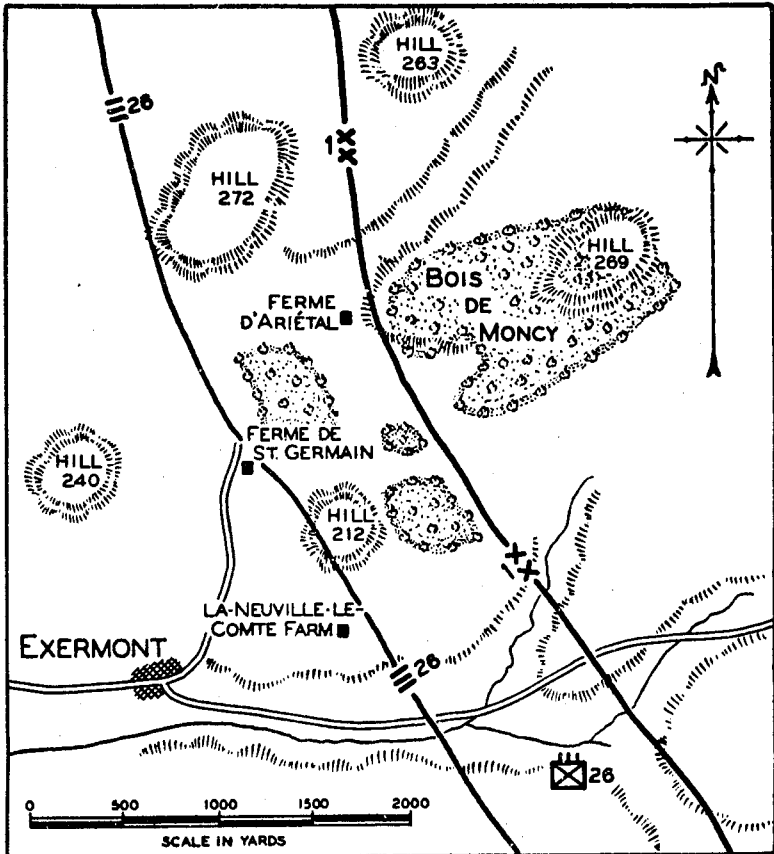 HILL
263
26
1
HILL
272
N
HILL
269
BOIS
DE
MONCY
FERME
D'ARIÉTAL
FERME DE
ST. GERMAIN
HILL
240
HILL
212
1
LA-NEUVILLE-LE-
COMTE FARM
EXERMONT
26
26
0 500 1000 1500 2000
SCALE IN YARDS